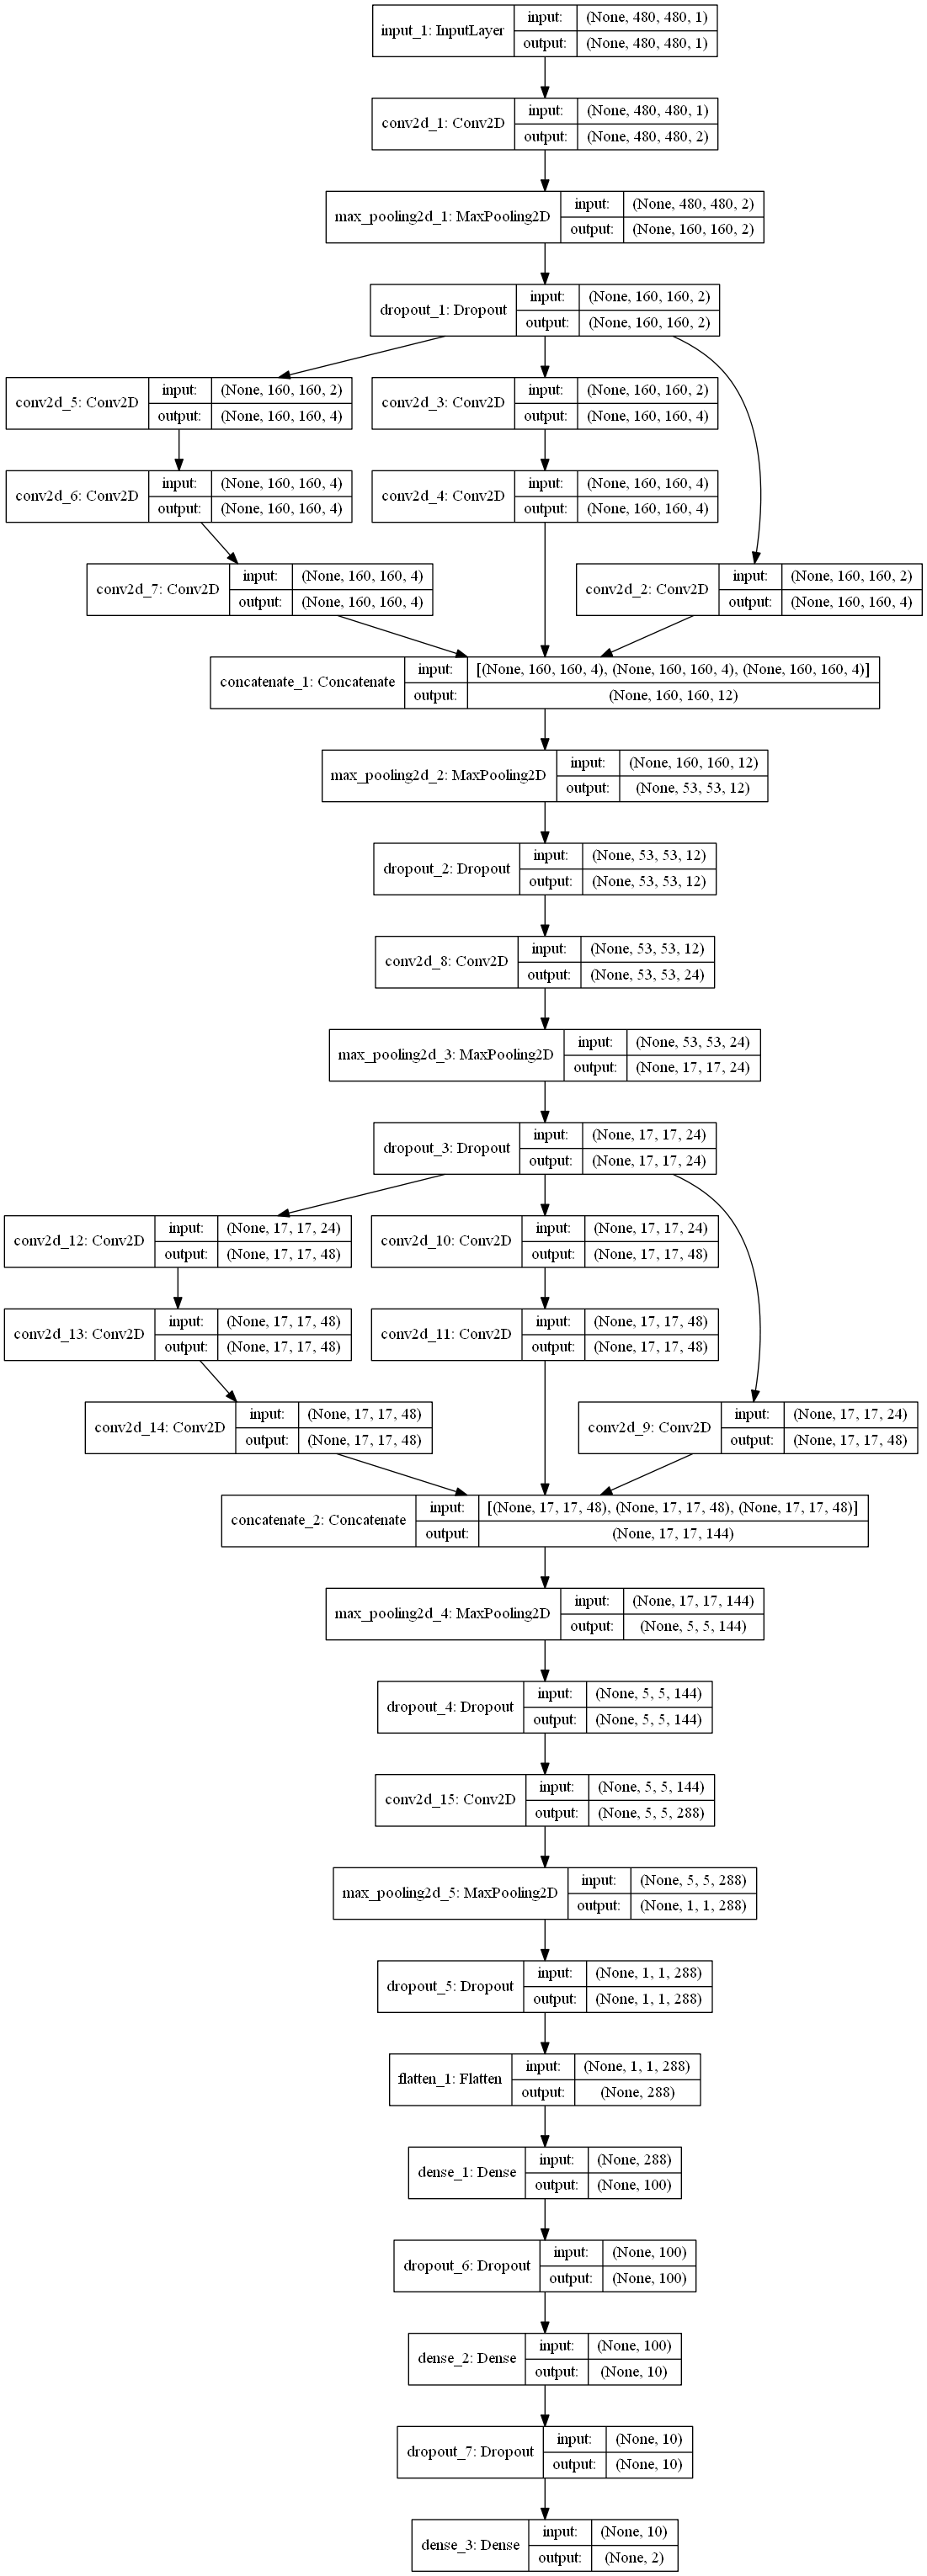 input_1: InputLayer
input: (None, 480, 480, 1)
output: (None, 480, 480, 1)
conv2d_1: Conv2D
input: (None, 480, 480, 1)
output: (None, 480, 480, 2)
max_pooling2d_1: MaxPooling2D
input: (None, 480, 480, 2)
output: (None, 160, 160, 2)
dropout_1: Dropout
input: (None, 160, 160, 2)
output: (None, 160, 160, 2)
conv2d_5: Conv2D
input: (None, 160, 160, 2)
output: (None, 160, 160, 4)
conv2d_3: Conv2D
input: (None, 160, 160, 2)
output: (None, 160, 160, 4)
conv2d_6: Conv2D
input: (None, 160, 160, 4)
output: (None, 160, 160, 4)
conv2d_4: Conv2D
input: (None, 160, 160, 4)
output: (None, 160, 160, 4)
conv2d_7: Conv2D
input: (None, 160, 160, 4)
output: (None, 160, 160, 4)
conv2d_2: Conv2D
input: (None, 160, 160, 2)
output: (None, 160, 160, 4)
concatenate_1: Concatenate
input: [(None, 160, 160, 4), (None, 160, 160, 4), (None, 160, 160, 4)]
output: (None, 160, 160, 12)
max_pooling2d_2: MaxPooling2D
input: (None, 160, 160, 12)
output: (None, 53, 53, 12)
dropout_2: Dropout
input: (None, 53, 53, 12)
output: (None, 53, 53, 12)
conv2d_8: Conv2D
input: (None, 53, 53, 12)
output: (None, 53, 53, 24)
max_pooling2d_3: MaxPooling2D
input: (None, 53, 53, 24)
output: (None, 17, 17, 24)
dropout_3: Dropout
input: (None, 17, 17, 24)
output: (None, 17, 17, 24)
conv2d_12: Conv2D
input: (None, 17, 17, 24)
output: (None, 17, 17, 48)
conv2d_10: Conv2D
input: (None, 17, 17, 24)
output: (None, 17, 17, 48)
conv2d_13: Conv2D
input: (None, 17, 17, 48)
output: (None, 17, 17, 48)
conv2d_11: Conv2D
input: (None, 17, 17, 48)
output: (None, 17, 17, 48)
conv2d_14: Conv2D
input: (None, 17, 17, 48)
output: (None, 17, 17, 48)
conv2d_9: Conv2D
input: (None, 17, 17, 24)
output: (None, 17, 17, 48)
concatenate_2: Concatenate
input: [(None, 17, 17, 48), (None, 17, 17, 48), (None, 17, 17, 48)]
output: (None, 17, 17, 144)
max_pooling2d_4: MaxPooling2D
input: (None, 17, 17, 144)
output: (None, 5, 5, 144)
dropout_4: Dropout
input: (None, 5, 5, 144)
output: (None, 5, 5, 144)
conv2d_15: Conv2D
input: (None, 5, 5, 144)
output: (None, 5, 5, 288)
max_pooling2d_5: MaxPooling2D
input: (None, 5, 5, 288)
output: (None, 1, 1, 288)
dropout_5: Dropout
input: (None, 1, 1, 288)
output: (None, 1, 1, 288)
flatten_1: Flatten
input: (None, 1, 1, 288)
output: (None, 288)
dense_1: Dense
input: (None, 288)
output: (None, 100)
dropout_6: Dropout
input: (None, 100)
output: (None, 100)
dense_2: Dense
input: (None, 100)
output: (None, 10)
dropout_7: Dropout
input: (None, 10)
output: (None, 10)
dense_3: Dense
input: (None, 10)
output: (None, 2)